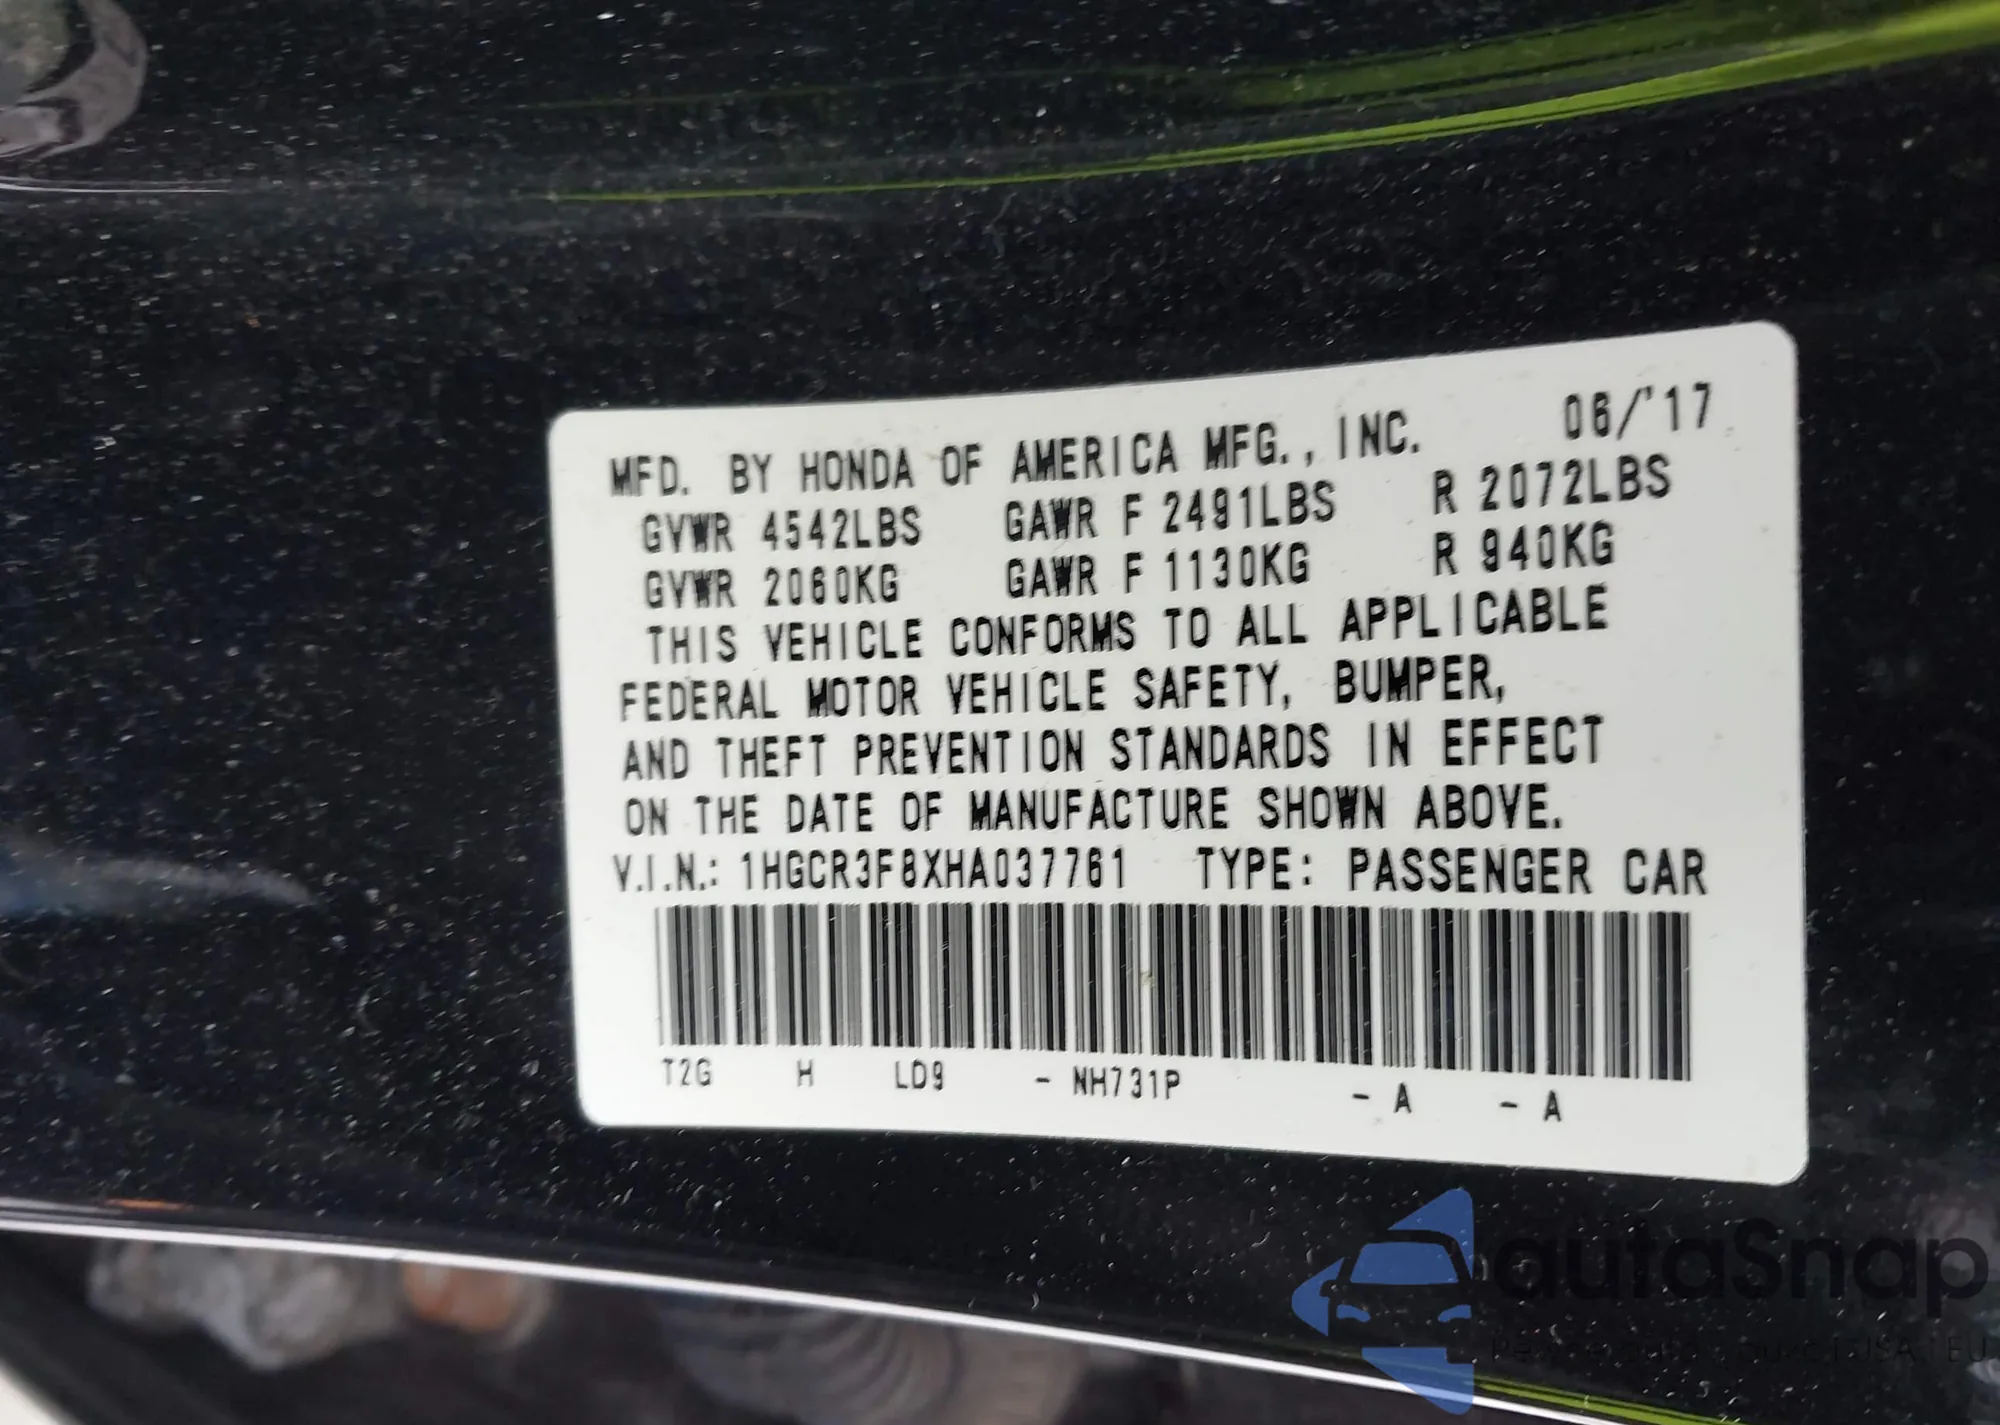 MFD. BY HONDA OF AMERICA MFG., INC. 06/'17
GVWR 4542LBS GAWR F 2491LBS R 2072LBS
GVWR 2060KG GAWR F 1130KG R 940KG
THIS VEHICLE CONFORMS TO ALL APPLICABLE
FEDERAL MOTOR VEHICLE SAFETY, BUMPER,
AND THEFT PREVENTION STANDARDS IN EFFECT
ON THE DATE OF MANUFACTURE SHOWN ABOVE.
V.I.N.: 1HGCR3F8XHA037761 TYPE: PASSENGER CAR
T2G H LD9 - NH731P - A - A
autaSnap